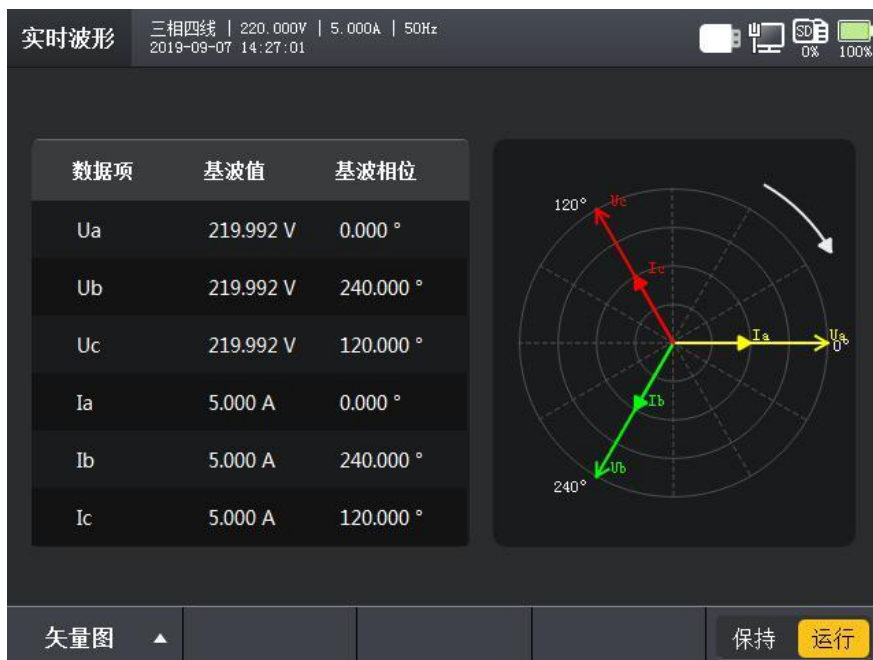 实时波形
三相四线 | 220.000V | 5.000A | 50Hz
2019-09-07 14:27:01
SD
0%
100%
数据项 基波值 基波相位
Ua 219.992 V 0.000 °
Ub 219.992 V 240.000 °
Uc 219.992 V 120.000 °
Ia 5.000 A 0.000 °
Ib 5.000 A 240.000 °
Ic 5.000 A 120.000 °
120° Uc
Ic
Ia Ua
0°
Ib
Ub
240°
矢量图 ▲ 保持 运行